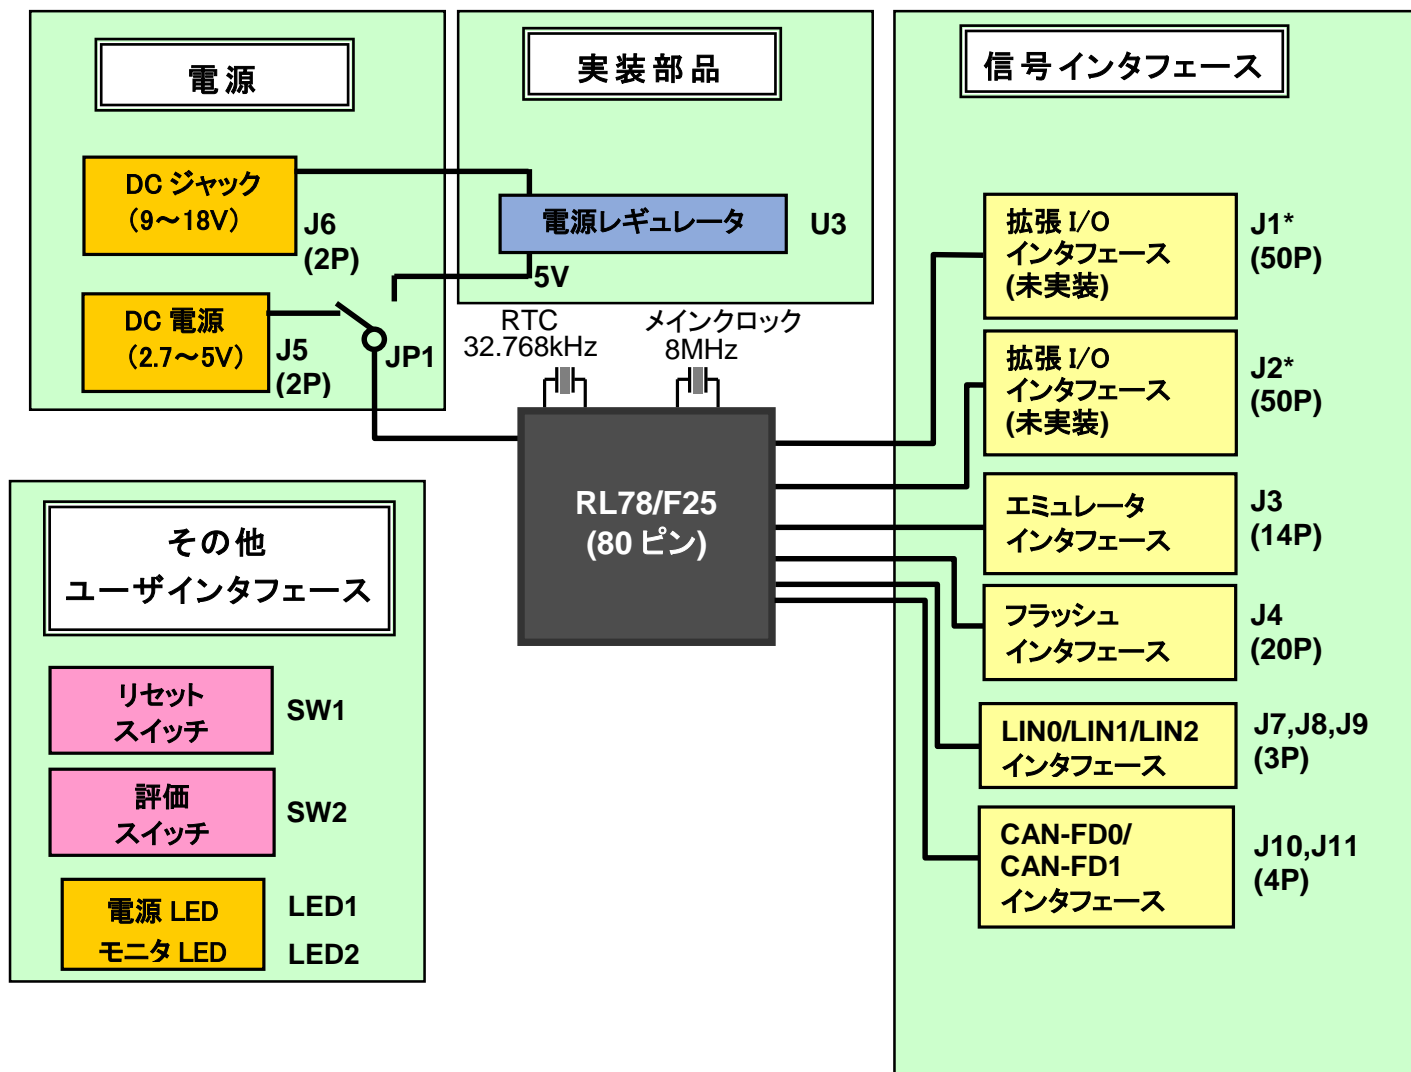 電源
DC ジャック
(9～18V)
J6
(2P)
DC 電源
(2.7～5V)
J5
(2P)
JP1
実装部品
電源レギュレータ
U3
5V
RTC
32.768kHz
メインクロック
8MHz
RL78/F25
(80 ピン)
信号インタフェース
拡張 I/O
インタフェース
(未実装)
J1*
(50P)
拡張 I/O
インタフェース
(未実装)
J2*
(50P)
エミュレータ
インタフェース
J3
(14P)
フラッシュ
インタフェース
J4
(20P)
LIN0/LIN1/LIN2
インタフェース
J7,J8,J9
(3P)
CAN-FD0/
CAN-FD1
インタフェース
J10,J11
(4P)
その他
ユーザインタフェース
リセット
スイッチ
SW1
評価
スイッチ
SW2
電源 LED
モニタ LED
LED1
LED2